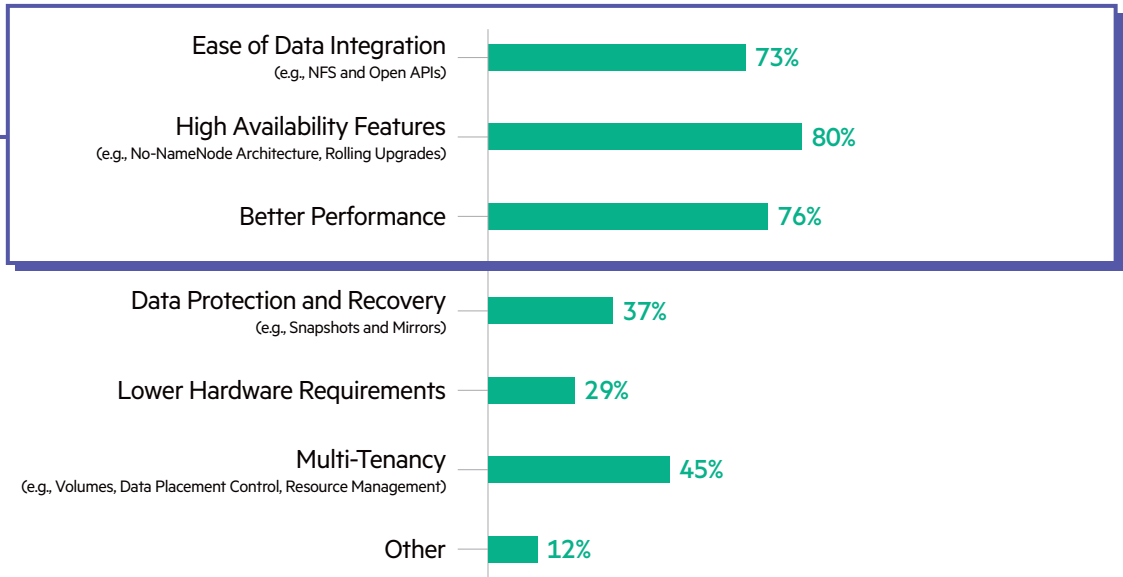 Ease of Data Integration
(e.g., NFS and Open APIs)
73%
High Availability Features
(e.g., No-NameNode Architecture, Rolling Upgrades)
80%
Better Performance
76%
Data Protection and Recovery
(e.g., Snapshots and Mirrors)
37%
Lower Hardware Requirements
29%
Multi-Tenancy
(e.g., Volumes, Data Placement Control, Resource Management)
45%
Other
12%